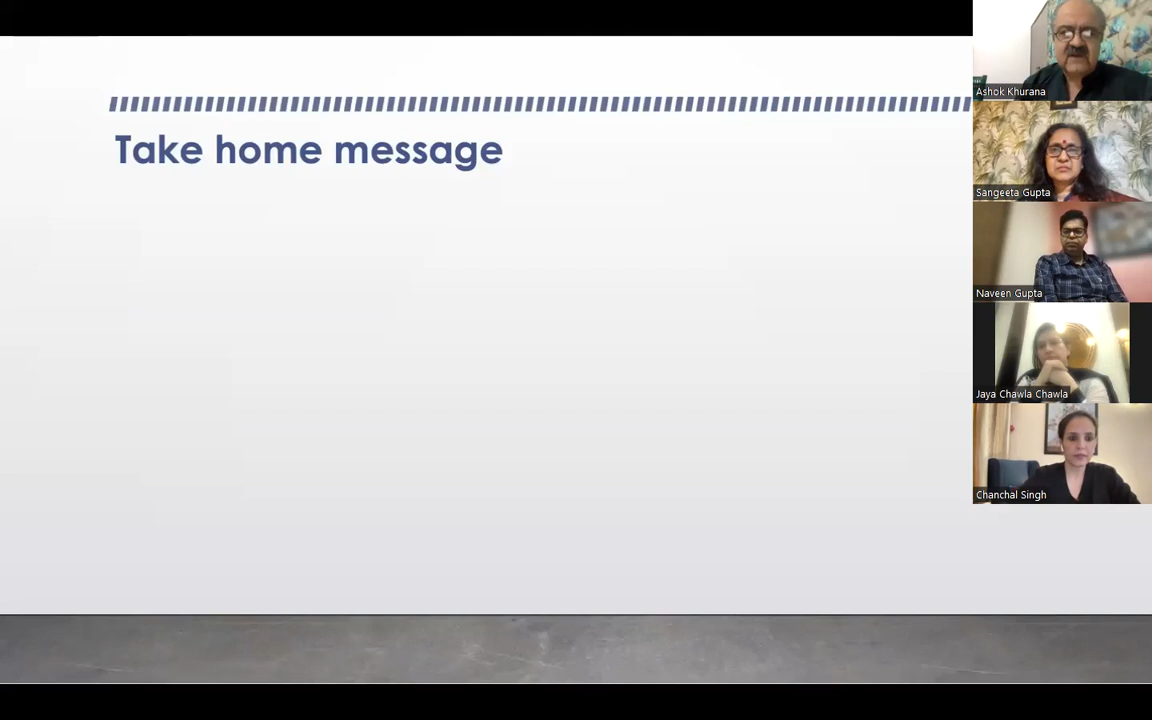 Take home message
Ashok Khurana
Sangeeta Gupta
Naveen Gupta
Jaya Chawla Chawla
Chanchal Singh